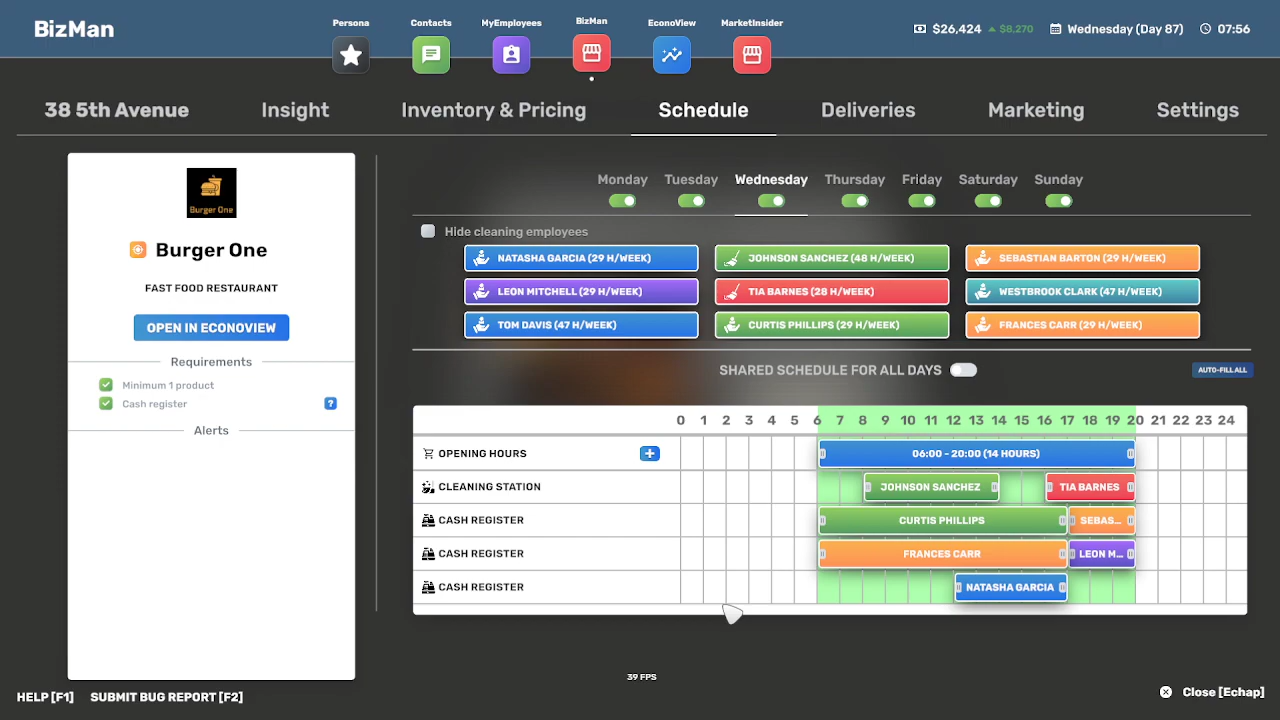 BizMan
Persona
Contacts
MyEmployees
BizMan
EconoView
MarketInsider
$26,424 $8,270
Wednesday (Day 87)
07:56
38 5th Avenue
Insight
Inventory & Pricing
Schedule
Deliveries
Marketing
Settings
Burger One
Burger One
FAST FOOD RESTAURANT
OPEN IN ECONOVIEW
Requirements
Minimum 1 product
Cash register
?
Alerts
Monday Tuesday Wednesday Thursday Friday Saturday Sunday
Hide cleaning employees
NATASHA GARCIA (29 H/WEEK)
JOHNSON SANCHEZ (48 H/WEEK)
SEBASTIAN BARTON (29 H/WEEK)
LEON MITCHELL (29 H/WEEK)
TIA BARNES (28 H/WEEK)
WESTBROOK CLARK (47 H/WEEK)
TOM DAVIS (47 H/WEEK)
CURTIS PHILLIPS (29 H/WEEK)
FRANCES CARR (29 H/WEEK)
SHARED SCHEDULE FOR ALL DAYS
AUTO-FILL ALL
0 1 2 3 4 5 6 7 8 9 10 11 12 13 14 15 16 17 18 19 20 21 22 23 24
OPENING HOURS
06:00 - 20:00 (14 HOURS)
CLEANING STATION
JOHNSON SANCHEZ
TIA BARNES
CASH REGISTER
CURTIS PHILLIPS
SEBAS...
CASH REGISTER
FRANCES CARR
LEON M...
CASH REGISTER
NATASHA GARCIA
39 FPS
HELP [F1]
SUBMIT BUG REPORT [F2]
Close [Echap]